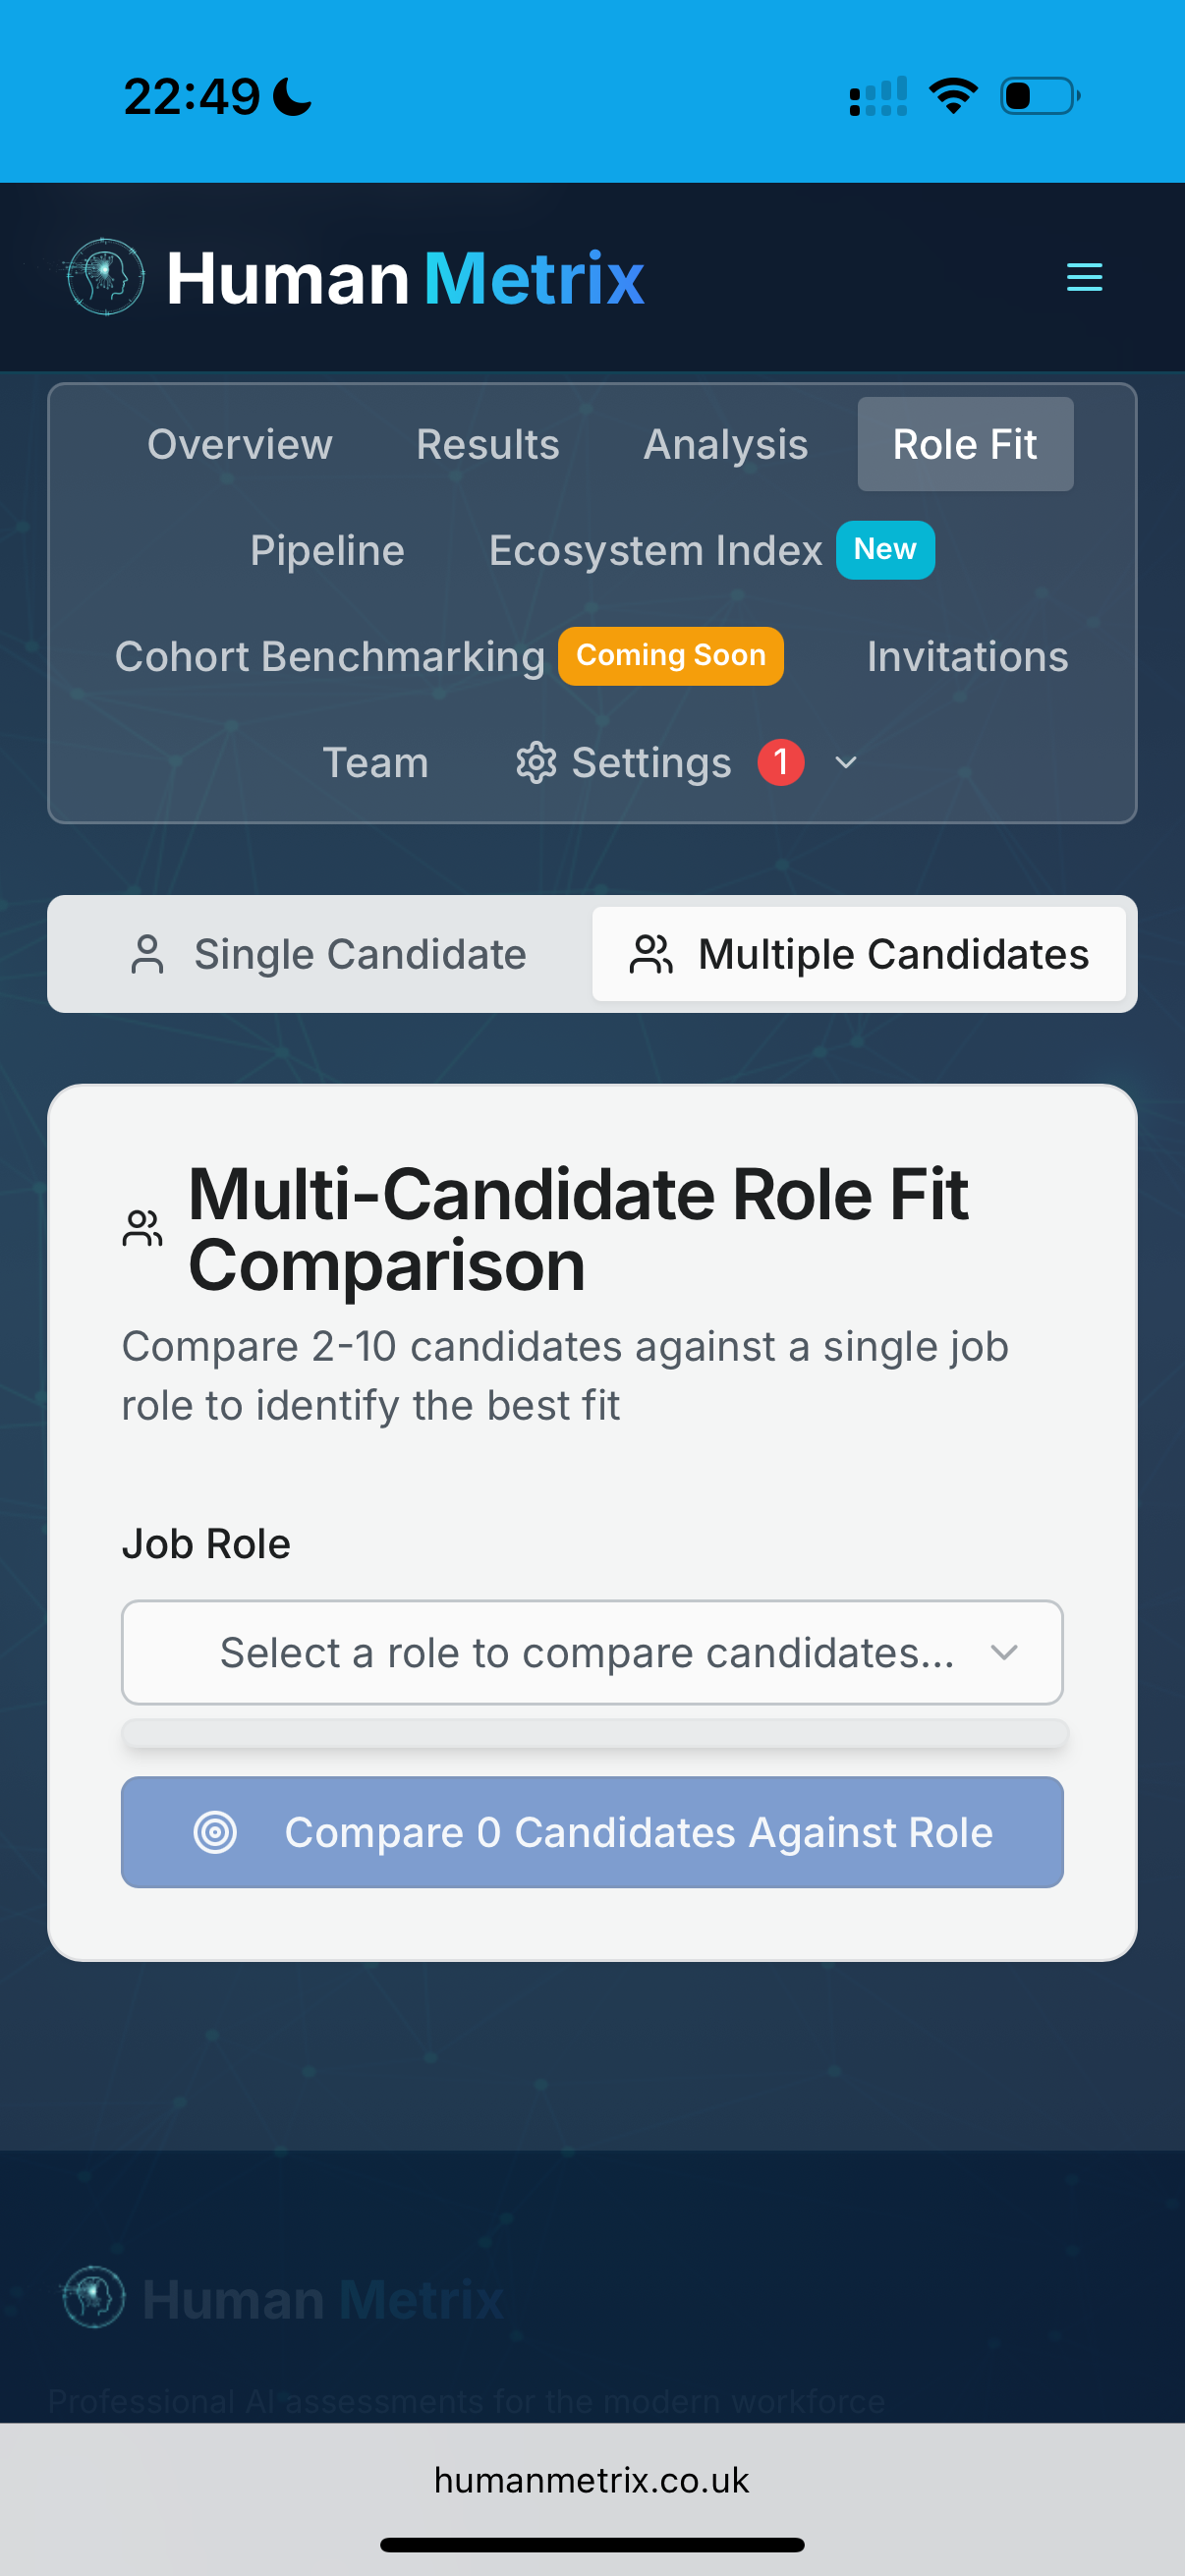 22:49
Human Metrix
Overview Results Analysis Role Fit
Pipeline Ecosystem Index New
Cohort Benchmarking Coming Soon Invitations
Team Settings 1
Single Candidate Multiple Candidates
Multi-Candidate Role Fit
Comparison
Compare 2-10 candidates against a single job
role to identify the best fit
Job Role
Select a role to compare candidates...
Compare 0 Candidates Against Role
Human Metrix
Professional AI assessments for the modern workforce
humanmetrix.co.uk